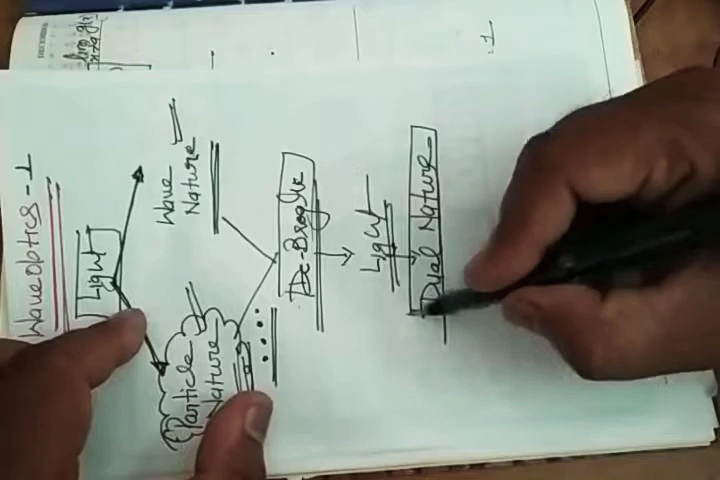 Wave Optics - 1
Light
Wave
Nature
Particle
Nature
De-Broglie
Light
Dual Nature